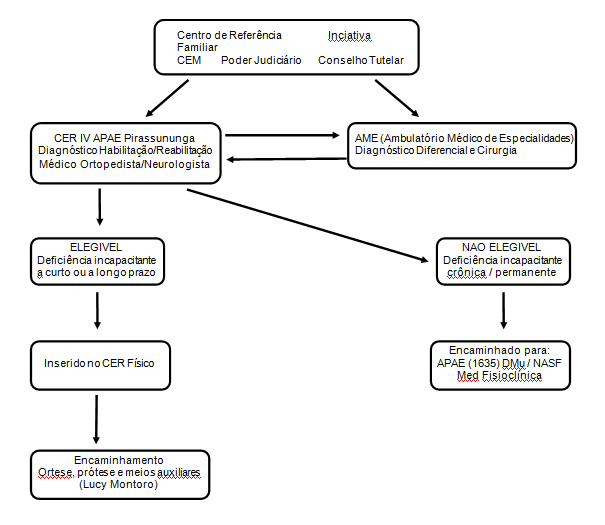 Centro de Referência Inciativa
Familiar
CEM Poder Judiciário Conselho Tutelar
CER IV APAE Pirassununga
Diagnóstico Habilitação/Reabilitação
Médico Ortopedista/Neurologista
AME (Ambulatório Médico de Especialidades)
Diagnóstico Diferencial e Cirurgia
ELEGIVEL
Deficiência incapacitante
a curto ou a longo prazo
NAO ELEGIVEL
Deficiência incapacitante
crônica / permanente
Inserido no CER Físico
Encaminhado para:
APAE (1635) DMu / NASF
Med Fisioclínica
Encaminhamento
Ortese, prótese e meios auxiliares
(Lucy Montoro)